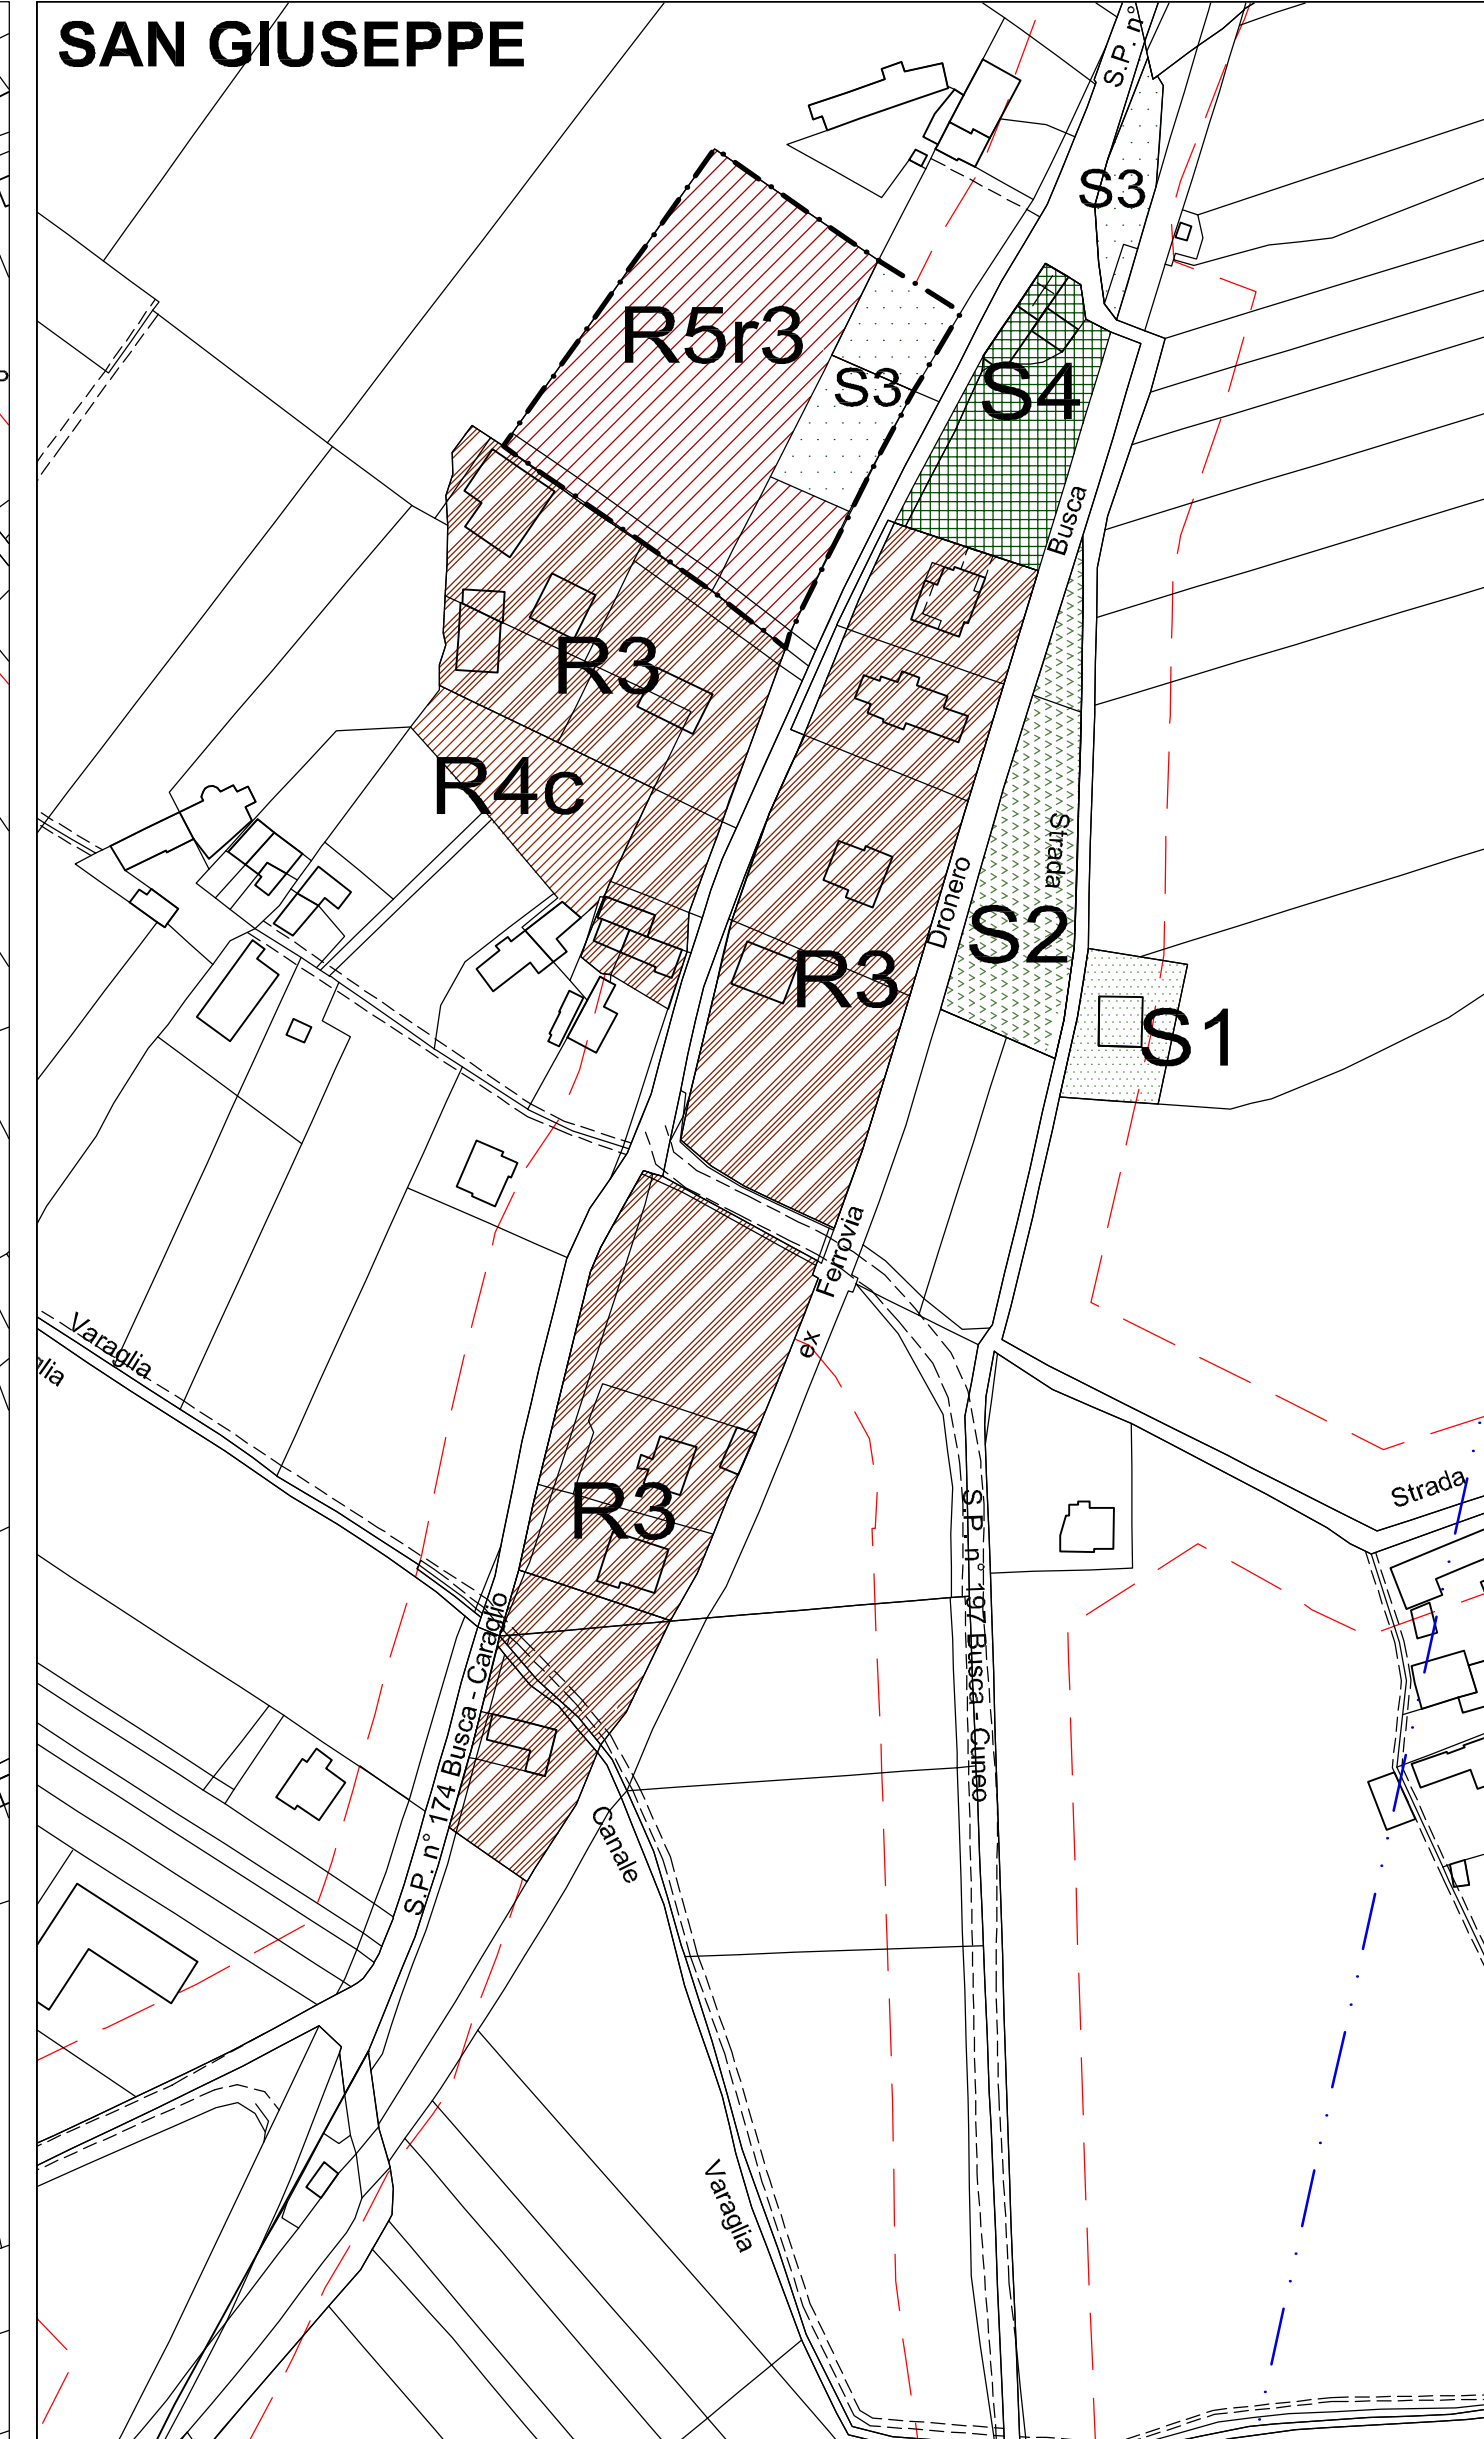 SAN GIUSEPPE
S.P. n°
S3
R5r3
S3
S4
Busca
R3
R4c
Strada
Dronero
S2
R3
S1
Ferrovia
ex
Varaglia
glia
Strada
R3
S.P. n° 197 Busca - Cuneo
S.P. n° 174 Busca - Caraglio
Canale
Varaglia